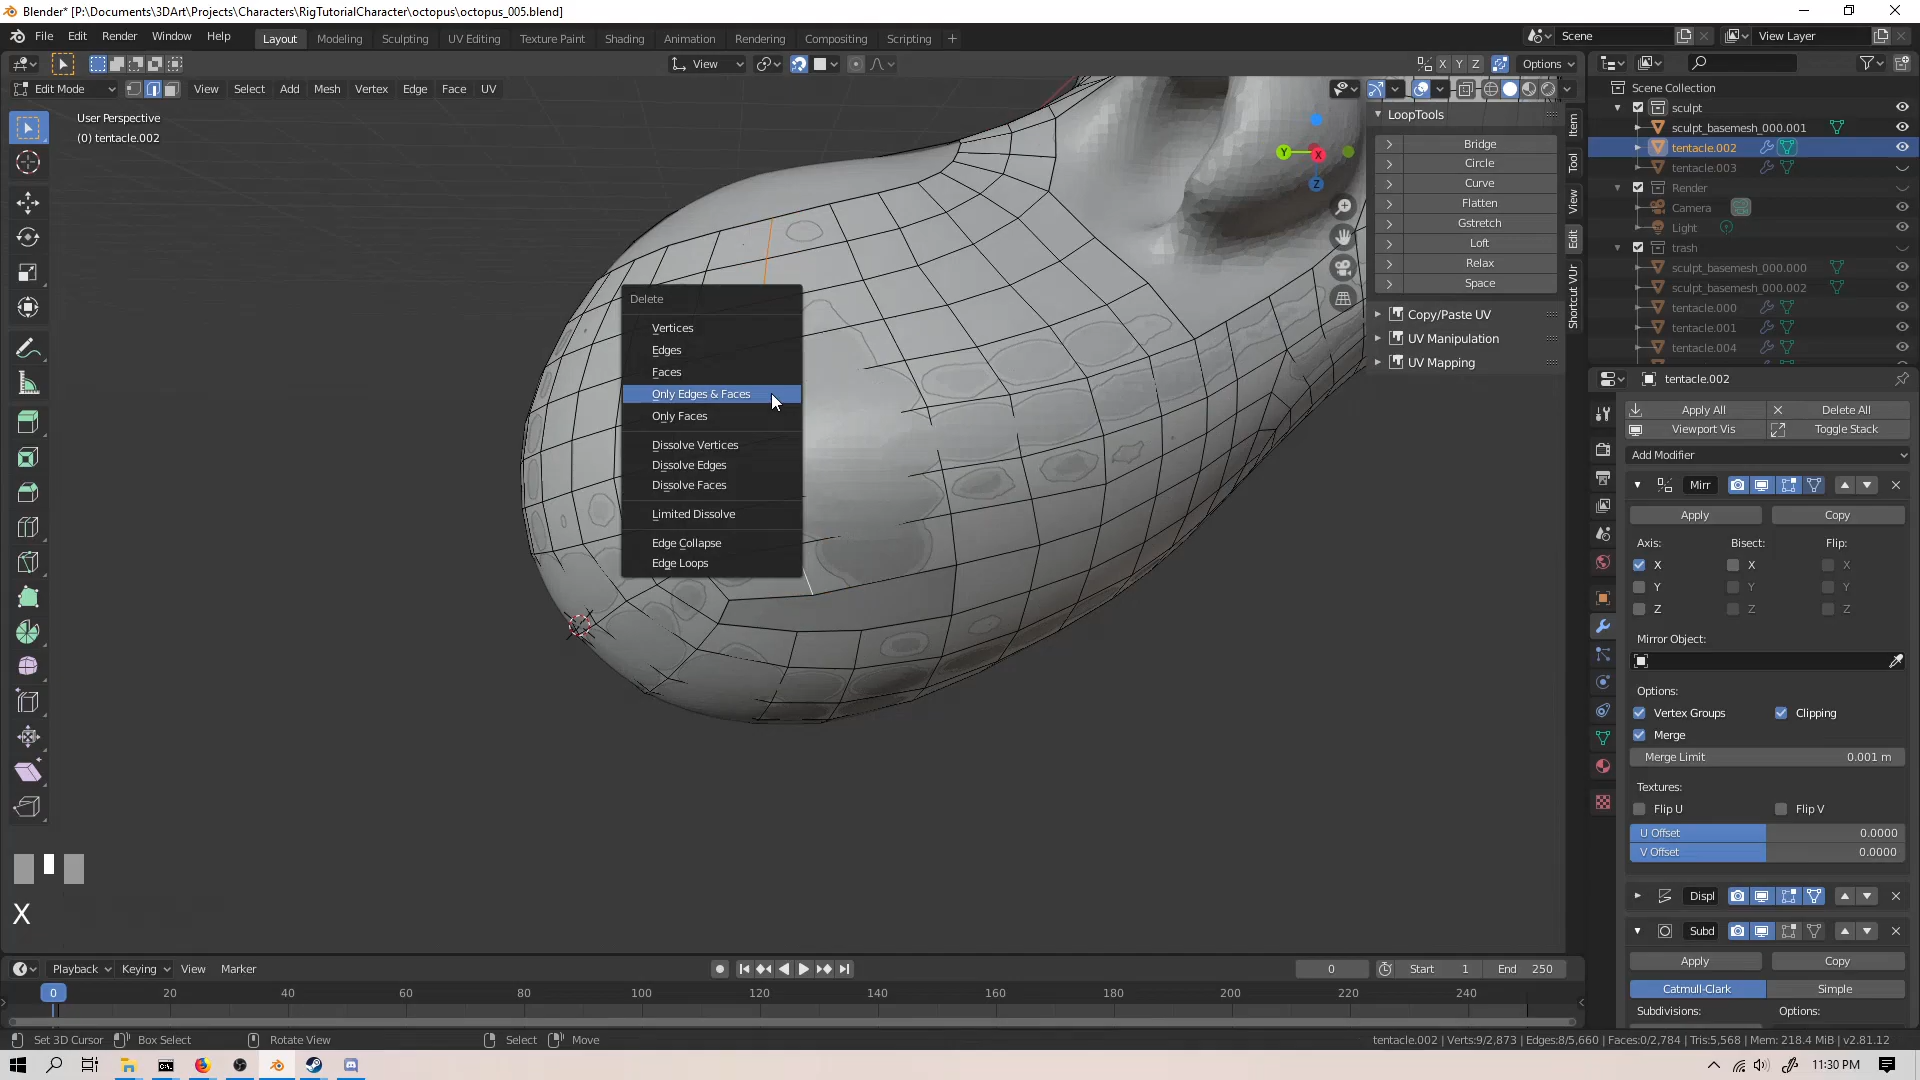 Blender* [P:\Documents\3DArt\Projects\Characters\RigTutorialCharacter\octopus\octopus_005.blend]
File Edit Render Window Help Layout Modeling Sculpting UV Editing Texture Paint Shading Animation Rendering Compositing Scripting + Scene View Layer
View X Y Z Options
Edit Mode View Select Add Mesh Vertex Edge Face UV
User Perspective
(0) tentacle.002
LoopTools
Bridge
Circle
Curve
Flatten
Gstretch
Loft
Relax
Space
Copy/Paste UV
UV Manipulation
UV Mapping
Item
Tool
View
Edit
Shortcut VUr
Y X
Z
Delete
Vertices
Edges
Faces
Only Edges & Faces
Only Faces
Dissolve Vertices
Dissolve Edges
Dissolve Faces
Limited Dissolve
Edge Collapse
Edge Loops
X
Scene Collection
sculpt
sculpt_basemesh_000.001
tentacle.002
tentacle.003
Render
Camera
Light
trash
sculpt_basemesh_000.000
sculpt_basemesh_000.002
tentacle.000
tentacle.001
tentacle.004
tentacle.002
Apply All Delete All
Viewport Vis Toggle Stack
Add Modifier
Mirr
Apply Copy
Axis: Bisect: Flip:
X X X
Y Y Y
Z Z Z
Mirror Object:
Options:
Vertex Groups Clipping
Merge
Merge Limit 0.001 m
Textures:
Flip U Flip V
U Offset 0.0000
V Offset 0.0000
Displ
Subd
Apply Copy
Catmull-Clark Simple
Subdivisions: Options:
Playback Keying View Marker 0 Start 1 End 250
0 20 40 60 80 100 120 140 160 180 200 220 240
Set 3D Cursor Box Select Rotate View Select Move tentacle.002 | Verts:9/2,873 | Edges:8/5,660 | Faces:0/2,784 | Tris:5,568 | Mem: 218.4 MiB | v2.81.12
11:30 PM